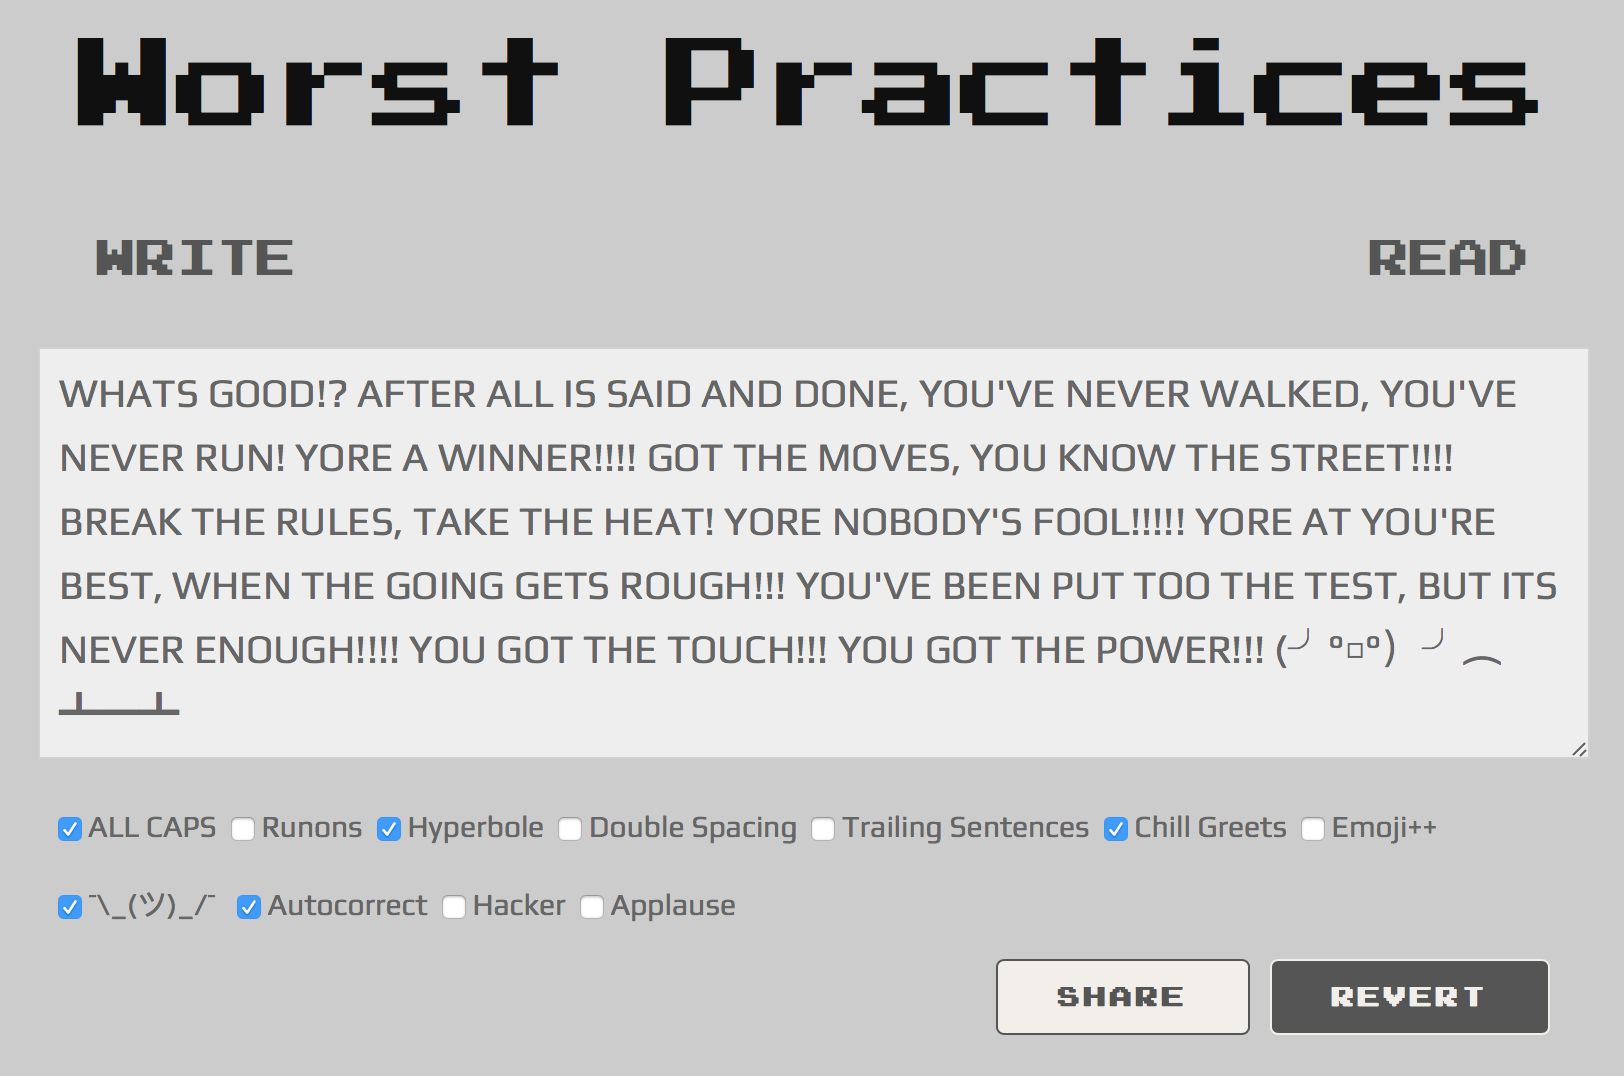 Worst Practices
WRITE
READ
WHATS GOOD!? AFTER ALL IS SAID AND DONE, YOU'VE NEVER WALKED, YOU'VE
NEVER RUN! YORE A WINNER!!!! GOT THE MOVES, YOU KNOW THE STREET!!!!
BREAK THE RULES, TAKE THE HEAT! YORE NOBODY'S FOOL!!!!! YORE AT YOU'RE
BEST, WHEN THE GOING GETS ROUGH!!! YOU'VE BEEN PUT TOO THE TEST, BUT ITS
NEVER ENOUGH!!!! YOU GOT THE TOUCH!!! YOU GOT THE POWER!!! (╯°□°)╯︵
┻━┻
ALL CAPS Runons Hyperbole Double Spacing Trailing Sentences Chill Greets Emoji++
¯\_(ツ)_/¯ Autocorrect Hacker Applause
SHARE
REVERT